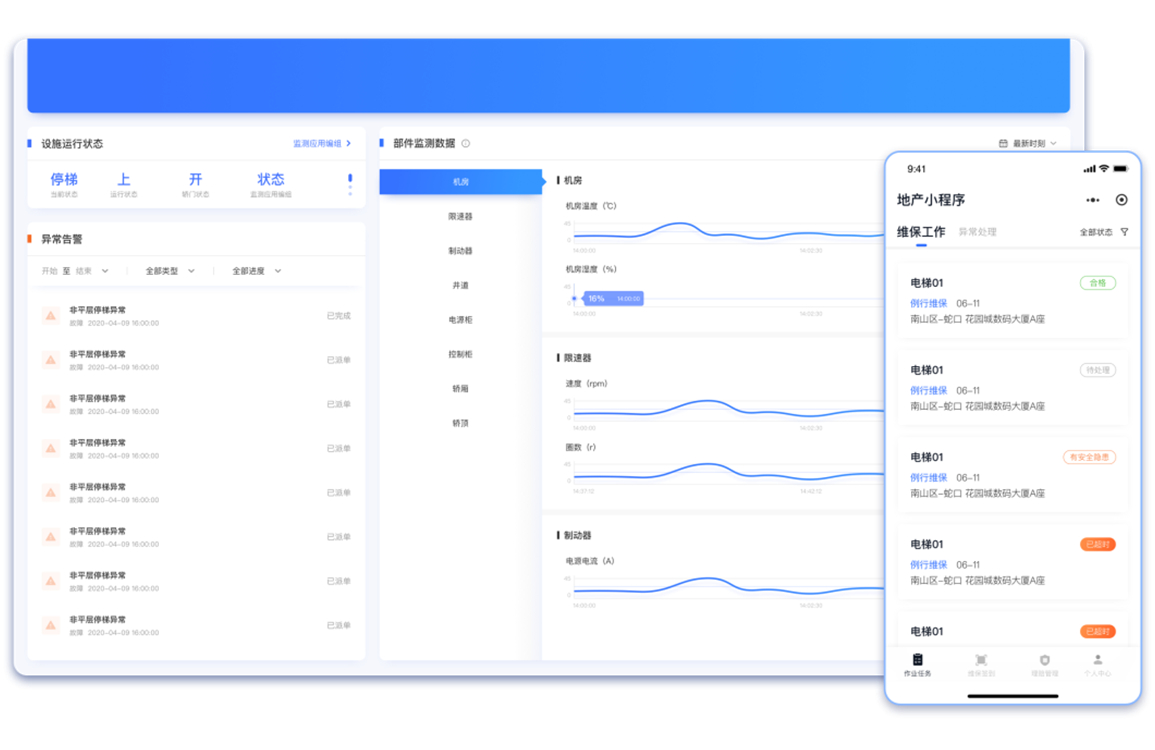 设施运行状态
监测应用编组 >
停梯
上
开
状态
当前状态
运行状态
轿门状态
监测应用编组
异常告警
开始 至 结束
全部类型
全部进度
非平层停梯异常
故障 2020-04-09 16:00:00
已完成
非平层停梯异常
故障 2020-04-09 16:00:00
已派单
非平层停梯异常
故障 2020-04-09 16:00:00
已派单
非平层停梯异常
故障 2020-04-09 16:00:00
已派单
非平层停梯异常
故障 2020-04-09 16:00:00
已派单
非平层停梯异常
故障 2020-04-09 16:00:00
已派单
非平层停梯异常
故障 2020-04-09 16:00:00
已派单
非平层停梯异常
故障 2020-04-09 16:00:00
已派单
部件监测数据
最新时刻
机房
限速器
制动器
井道
电源柜
控制柜
轿厢
轿顶
机房
机房温度（℃）
45
0
14:00:00
14:02:30
机房湿度（%）
45
0
16% 14:00:00
14:00:00
14:02:30
限速器
速度（rpm）
45
0
14:00:00
14:02:30
圈数（r）
45
0
14:37:12
14:42:12
制动器
电源电流（A）
45
0
14:00:00
14:02:30
9:41
地产小程序
维保工作
异常处理
全部状态
电梯01
合格
例行维保 06-11
南山区-蛇口 花园城数码大厦A座
电梯01
待处理
例行维保 06-11
南山区-蛇口 花园城数码大厦A座
电梯01
有安全隐患
例行维保 06-11
南山区-蛇口 花园城数码大厦A座
电梯01
已超时
例行维保 06-11
南山区-蛇口 花园城数码大厦A座
电梯01
已超时
作业任务
个人中心